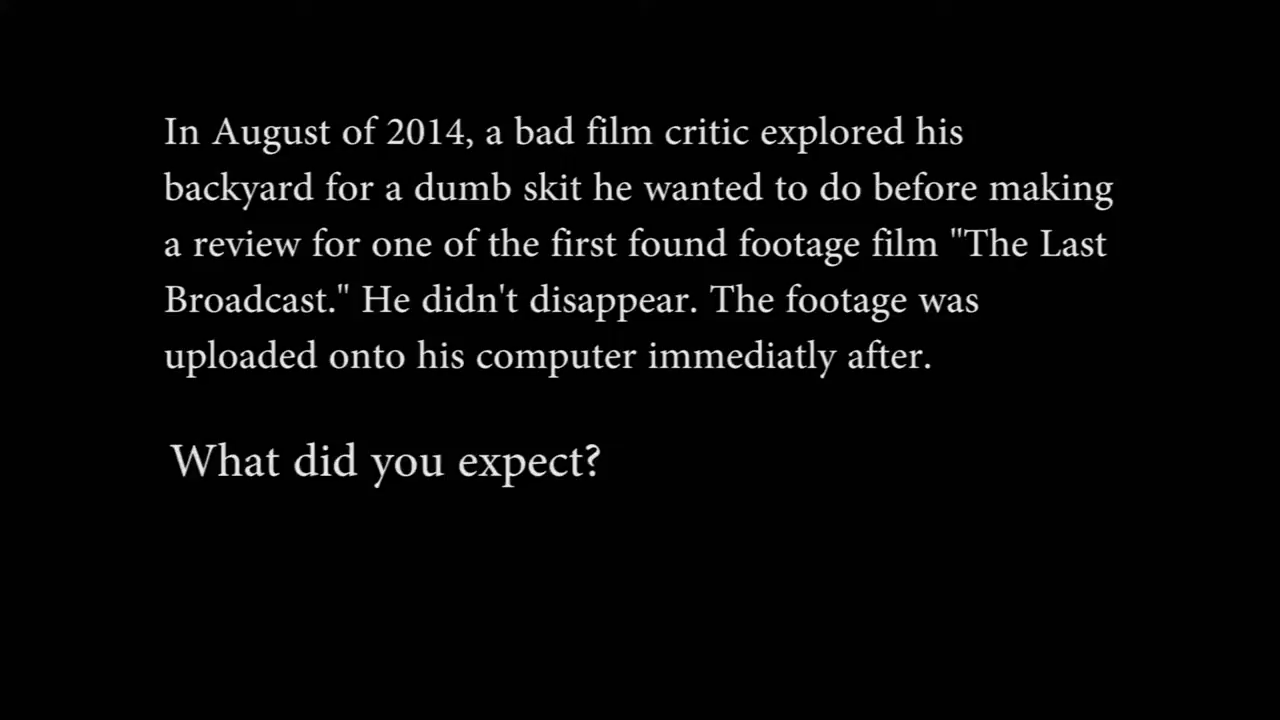 In August of 2014, a bad film critic explored his
backyard for a dumb skit he wanted to do before making
a review for one of the first found footage film "The Last
Broadcast." He didn't disappear. The footage was
uploaded onto his computer immediatly after.
What did you expect?